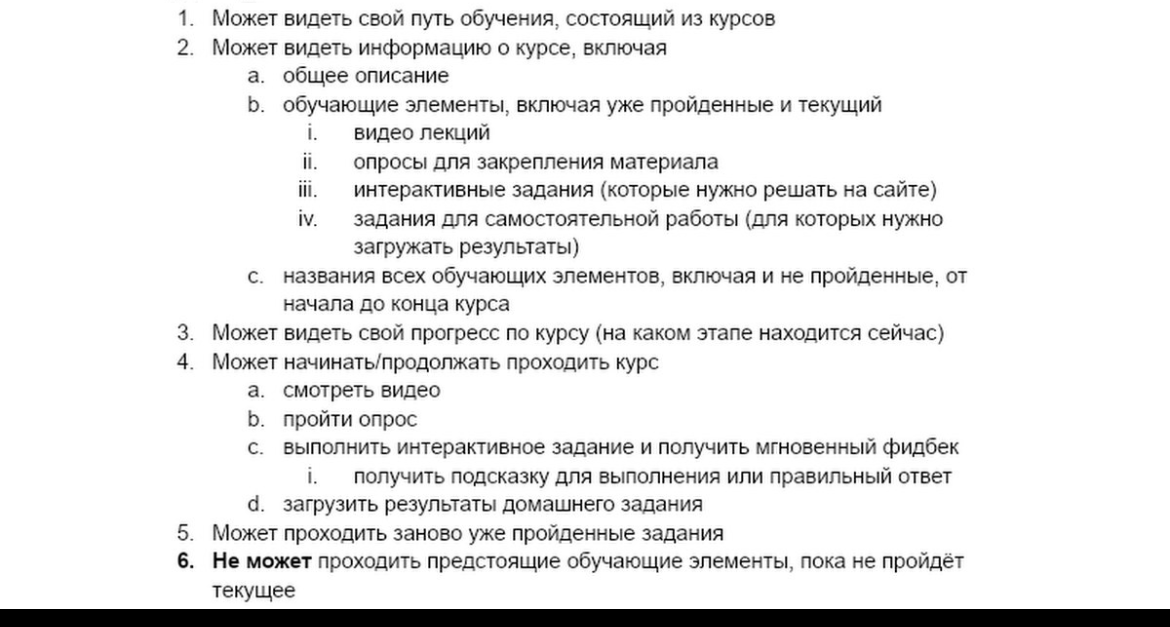 1. Может видеть свой путь обучения, состоящий из курсов
2. Может видеть информацию о курсе, включая
a. общее описание
b. обучающие элементы, включая уже пройденные и текущий
i. видео лекций
ii. опросы для закрепления материала
iii. интерактивные задания (которые нужно решать на сайте)
iv. задания для самостоятельной работы (для которых нужно
загружать результаты)
c. названия всех обучающих элементов, включая и не пройденные, от
начала до конца курса
3. Может видеть свой прогресс по курсу (на каком этапе находится сейчас)
4. Может начинать/продолжать проходить курс
a. смотреть видео
b. пройти опрос
c. выполнить интерактивное задание и получить мгновенный фидбек
i. получить подсказку для выполнения или правильный ответ
d. загрузить результаты домашнего задания
5. Может проходить заново уже пройденные задания
6. Не может проходить предстоящие обучающие элементы, пока не пройдёт
текущее